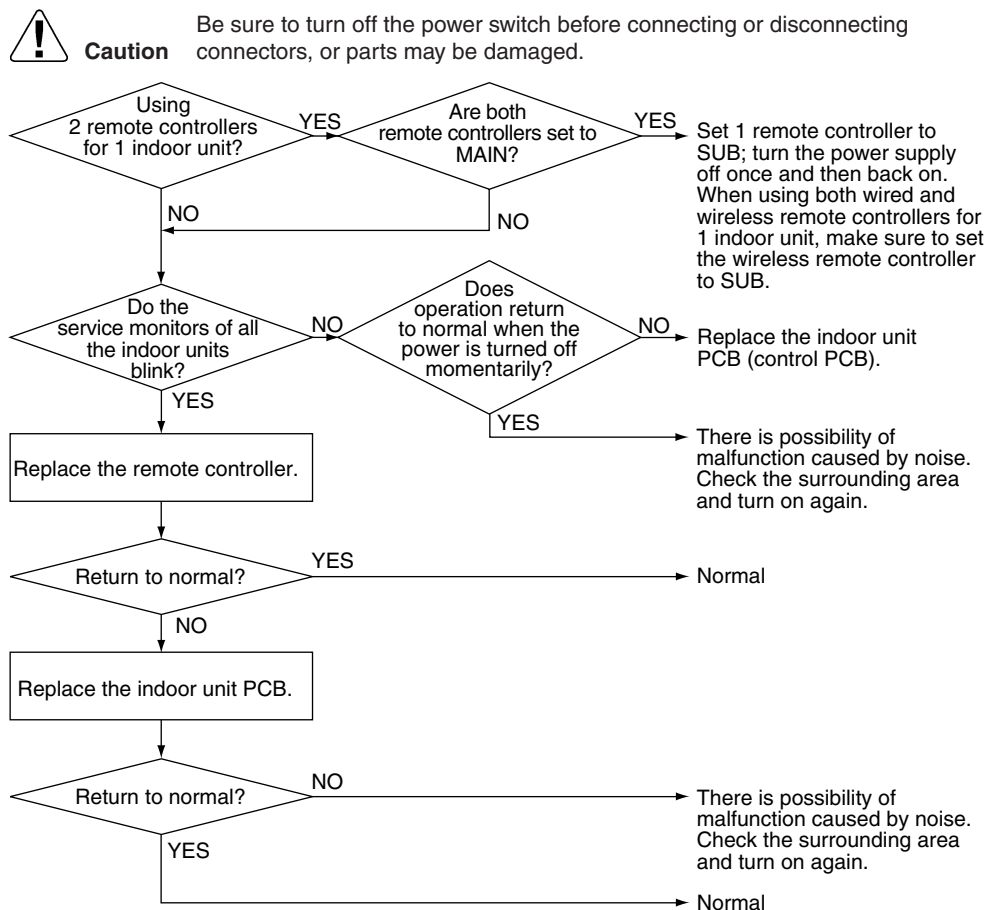 Be sure to turn off the power switch before connecting or disconnecting
Caution connectors, or parts may be damaged.
Using
2 remote controllers
for 1 indoor unit?
YES
Are both
remote controllers set to
MAIN?
YES
Set 1 remote controller to
SUB; turn the power supply
off once and then back on.
When using both wired and
wireless remote controllers for
1 indoor unit, make sure to set
the wireless remote controller
to SUB.
NO
NO
Do the
service monitors of all
the indoor units
blink?
NO
Does
operation return
to normal when the
power is turned off
momentarily?
NO
Replace the indoor unit
PCB (control PCB).
YES
YES
There is possibility of
malfunction caused by noise.
Check the surrounding area
and turn on again.
Replace the remote controller.
Return to normal?
YES
Normal
NO
Replace the indoor unit PCB.
Return to normal?
NO
There is possibility of
malfunction caused by noise.
Check the surrounding area
and turn on again.
YES
Normal